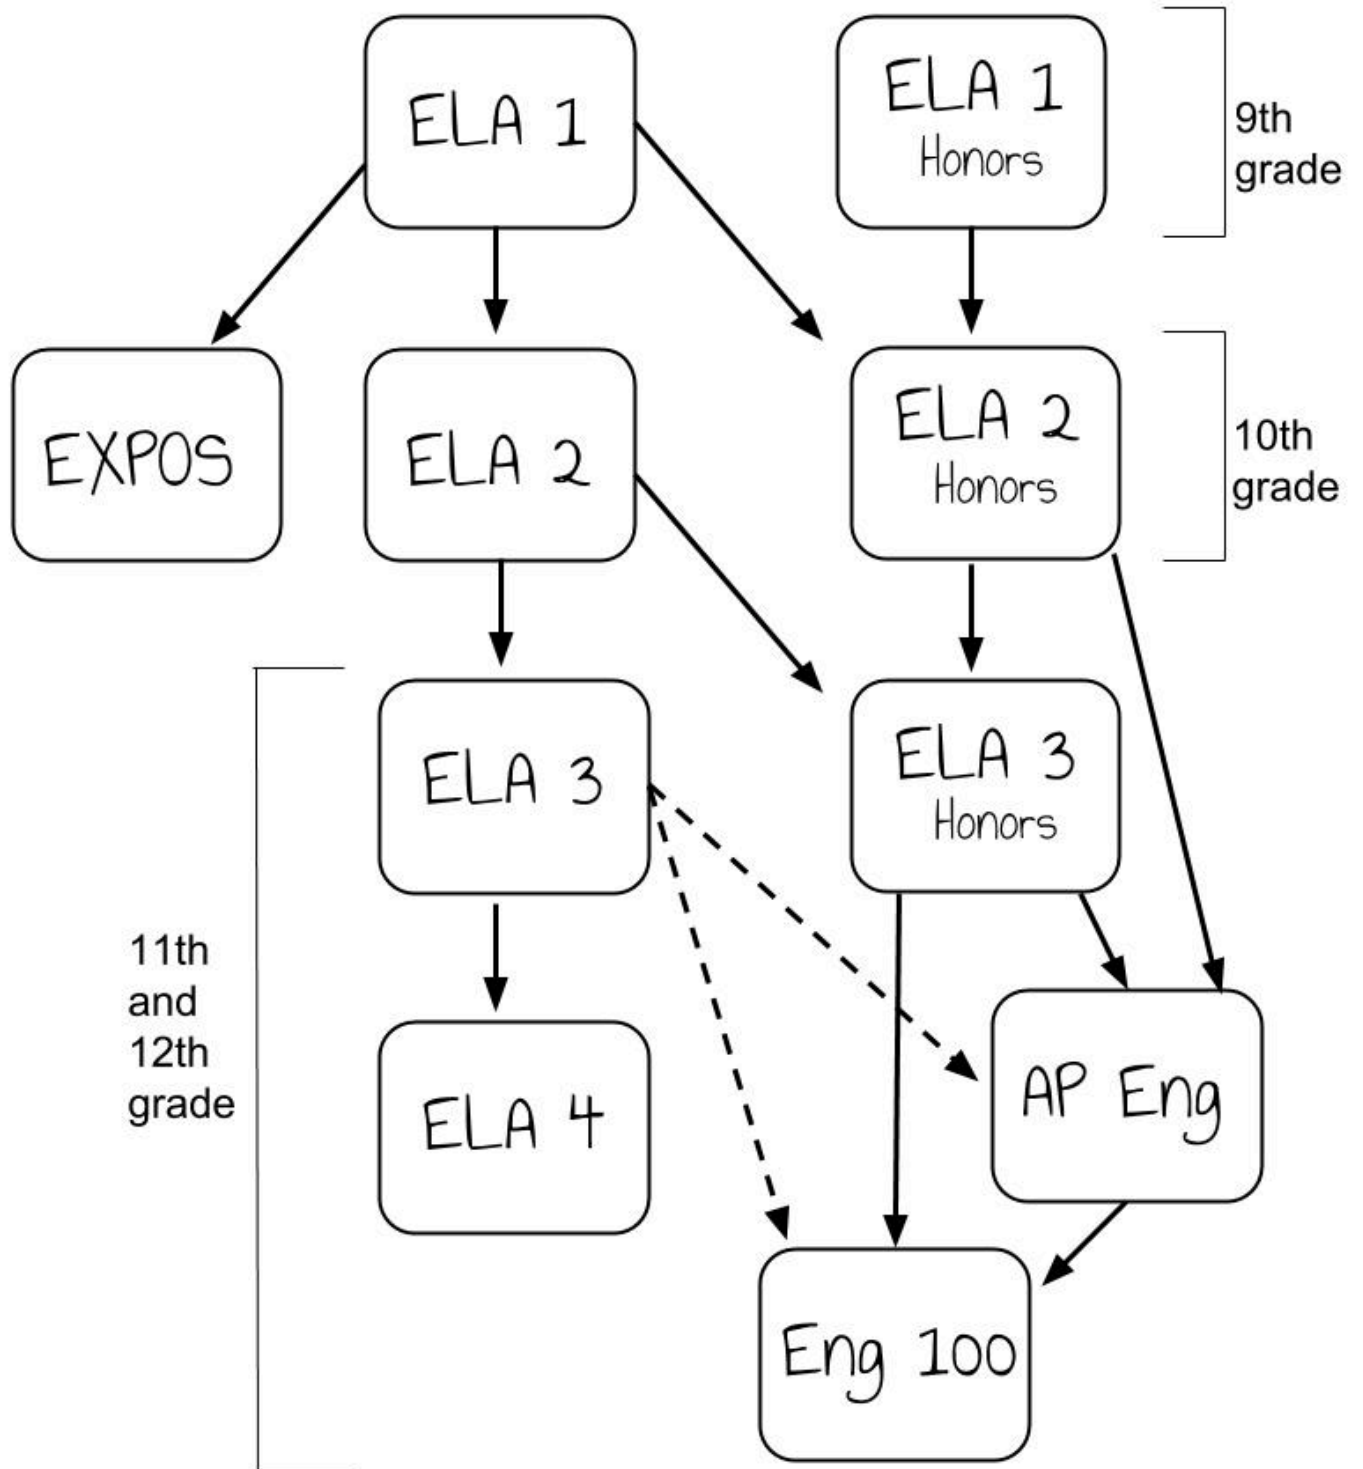 ELA 1
ELA 1
Honors
9th
grade
EXPOS
ELA 2
ELA 2
Honors
10th
grade
ELA 3
ELA 3
Honors
11th
and
12th
grade
ELA 4
AP Eng
Eng 100